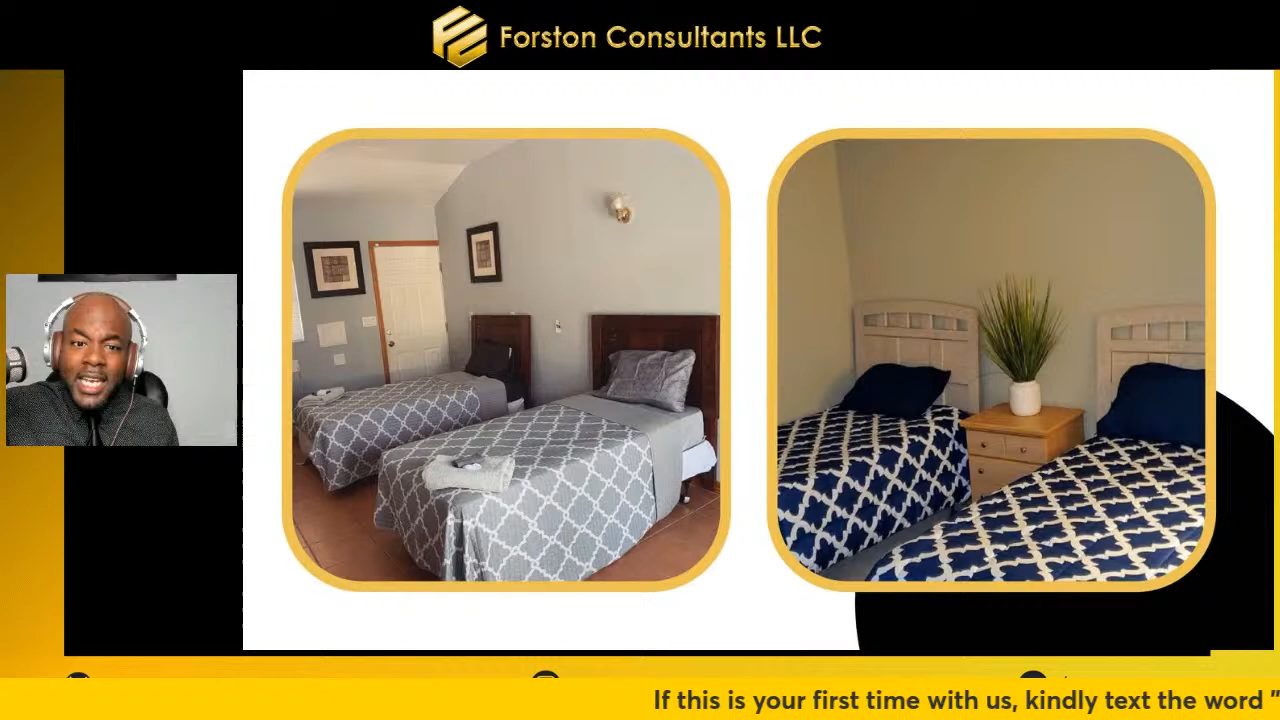 Forston Consultants LLC
If this is your first time with us, kindly text the word "